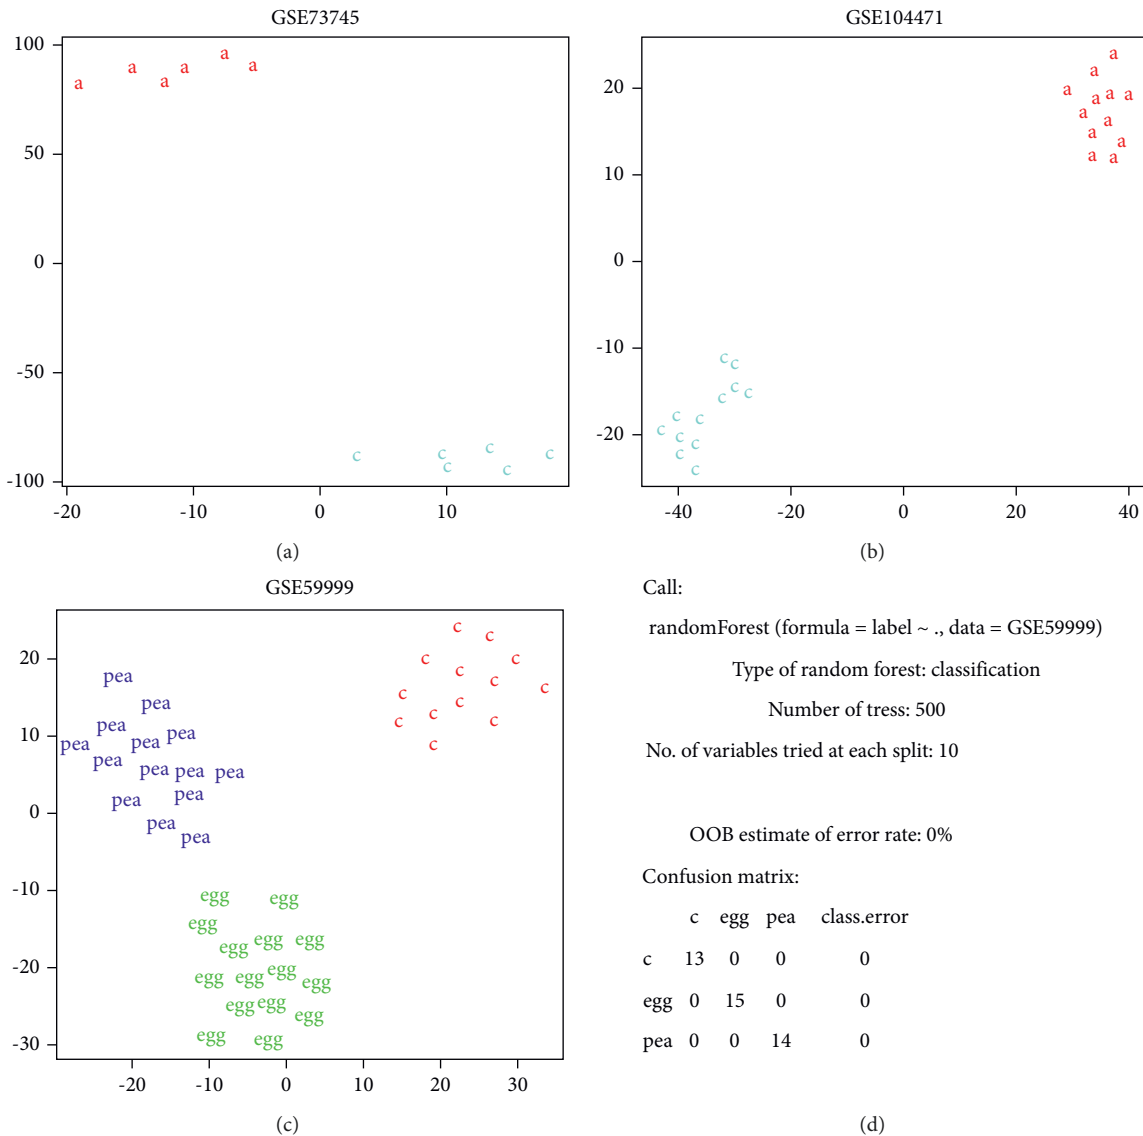 GSE73745
100
50
0
-50
-100
a a a a a a
c c c c c c
-20 -10 0 10
(a)
GSE104471
20
10
0
-10
-20
a
a
a a a a
a a
a a
a a
c c
c c c
c c
c c c
c c
-40 -20 0 20 40
(b)
GSE59999
20
10
0
-10
-20
-30
c c
c c
pea c c c
pea c c c
pea pea c c c
pea pea c
pea pea pea pea
pea pea
pea pea
egg egg
egg egg egg
egg egg
egg egg egg
egg egg egg
egg egg
-20 -10 0 10 20 30
(c)
Call:
randomForest (formula = label ~ ., data = GSE59999)
Type of random forest: classification
Number of tress: 500
No. of variables tried at each split: 10
OOB estimate of error rate: 0%
Confusion matrix:
c egg pea class.error
c 13 0 0 0
egg 0 15 0 0
pea 0 0 14 0
(d)